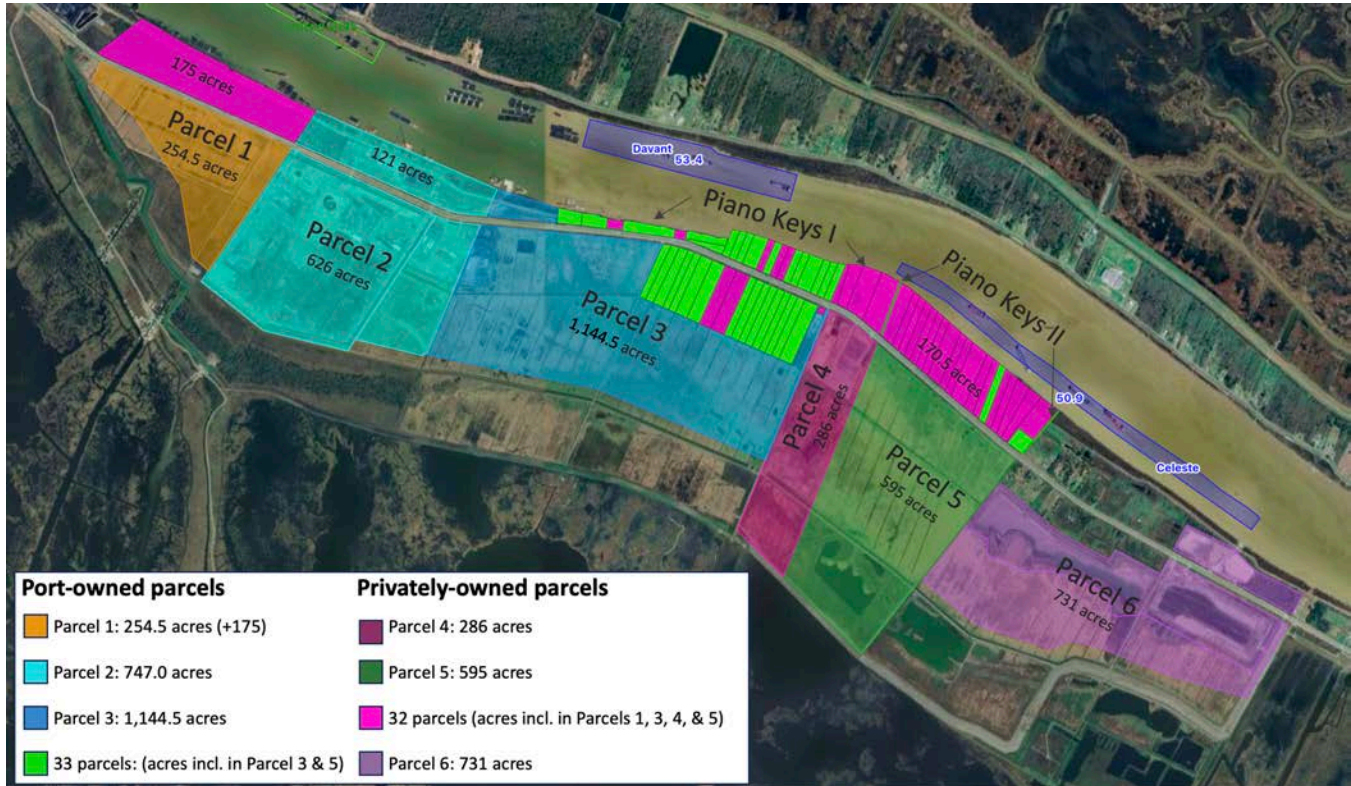 175 acres
Parcel 1
254.5 acres
121 acres
Parcel 2
626 acres
Davant
53.4
Piano Keys I
Piano Keys II
Parcel 3
1,144.5 acres
170.5 acres
50.9
Celeste
Parcel 4
286 acres
Parcel 5
595 acres
Parcel 6
731 acres
Port-owned parcels
Parcel 1: 254.5 acres (+175)
Parcel 2: 747.0 acres
Parcel 3: 1,144.5 acres
33 parcels: (acres incl. in Parcel 3 & 5)
Privately-owned parcels
Parcel 4: 286 acres
Parcel 5: 595 acres
32 parcels (acres incl. in Parcels 1, 3, 4, & 5)
Parcel 6: 731 acres